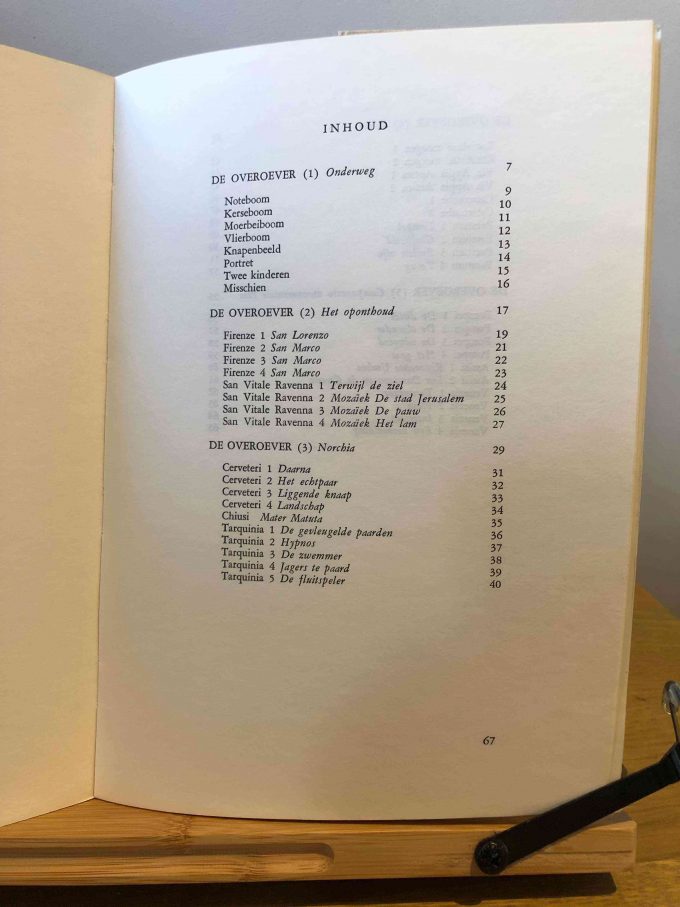 INHOUD
DE OVEROEVER (1) Onderweg 7
Noteboom 9
Kerseboom 10
Moerbeiboom 11
Vlierboom 12
Knapenbeeld 13
Portret 14
Twee kinderen 15
Misschien 16
DE OVEROEVER (2) Het oponthoud 17
Firenze 1 San Lorenzo 19
Firenze 2 San Marco 21
Firenze 3 San Marco 22
Firenze 4 San Marco 23
San Vitale Ravenna 1 Terwijl de ziel 24
San Vitale Ravenna 2 Mozaïek De stad Jerusalem 25
San Vitale Ravenna 3 Mozaïek De pauw 26
San Vitale Ravenna 4 Mozaïek Het lam 27
DE OVEROEVER (3) Norchia 29
Cerveteri 1 Daarna 31
Cerveteri 2 Het echtpaar 32
Cerveteri 3 Liggende knaap 33
Cerveteri 4 Landschap 34
Chiusi Mater Matuta 35
Tarquinia 1 De gevleugelde paarden 36
Tarquinia 2 Hypnos 37
Tarquinia 3 De zwemmer 38
Tarquinia 4 Jagers te paard 39
Tarquinia 5 De fluitspeler 40
67